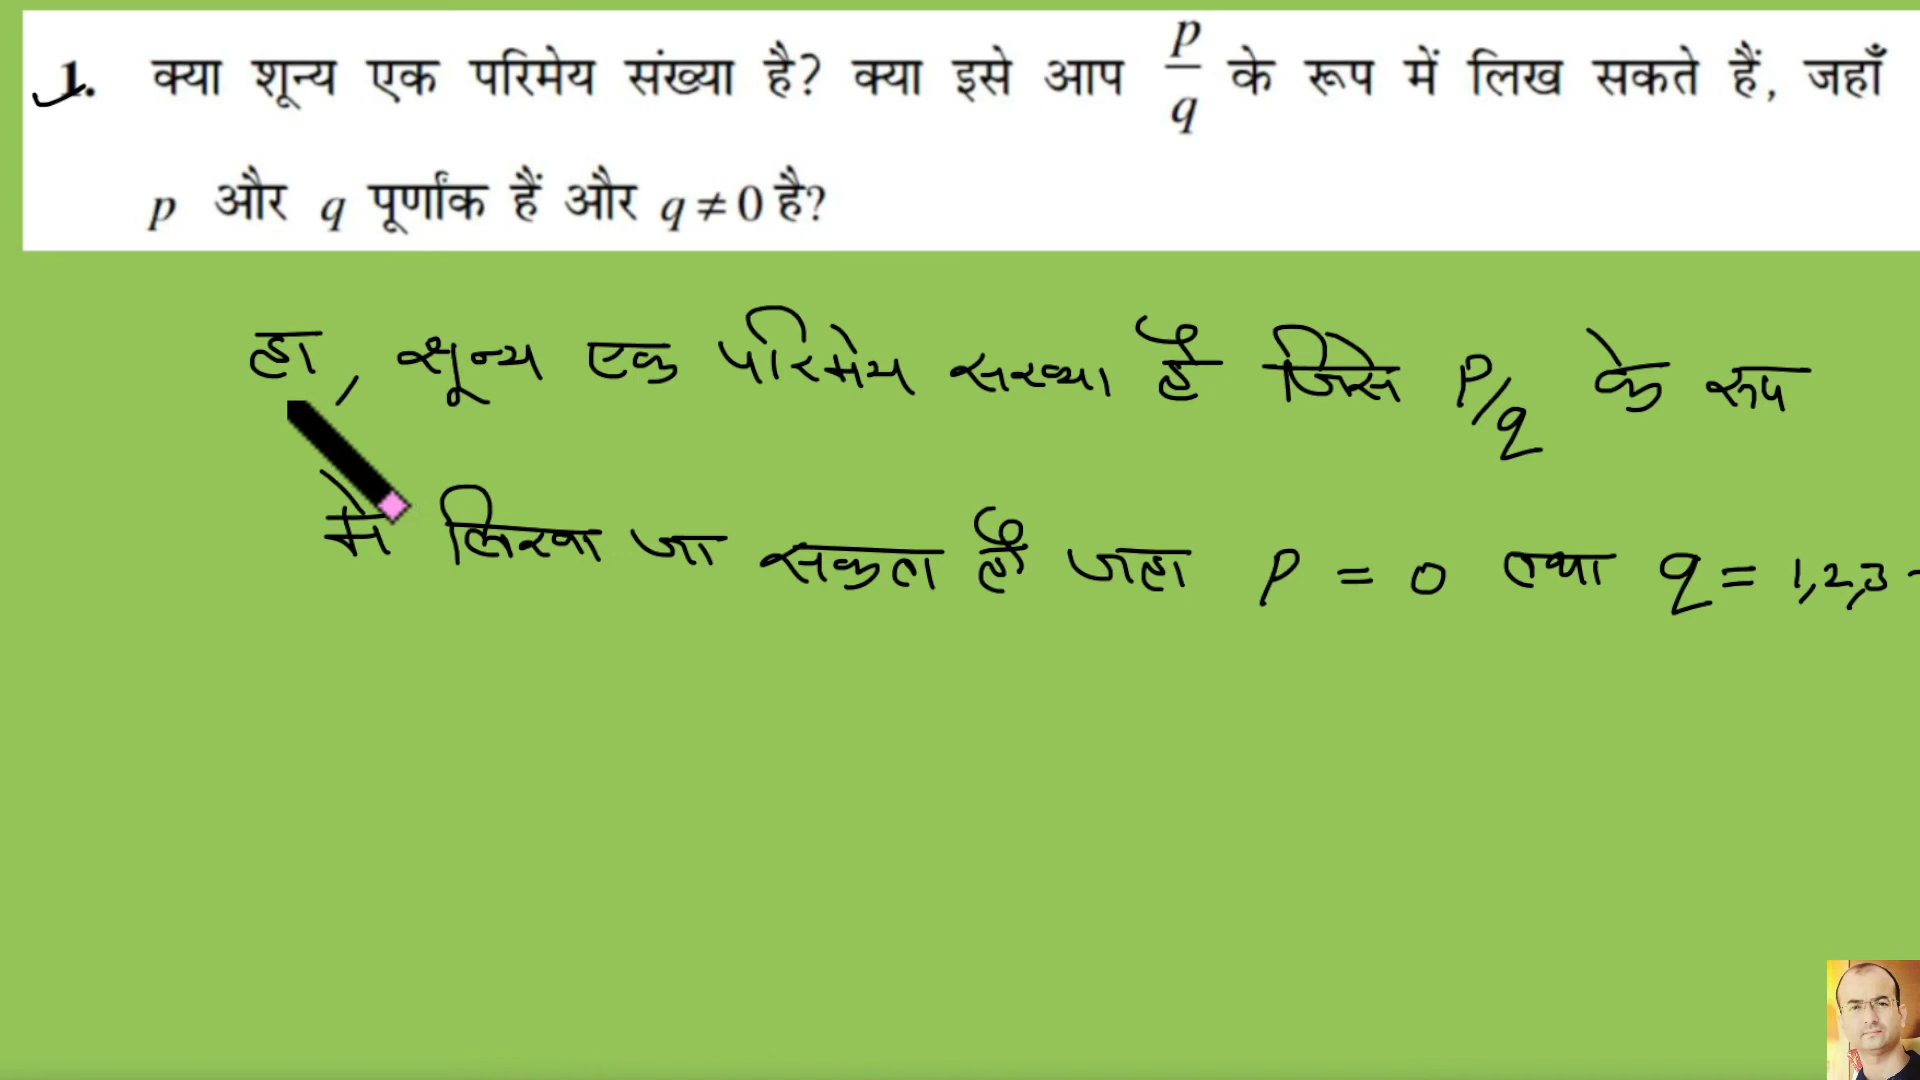 1. क्या शून्य एक परिमेय संख्या है? क्या इसे आप p/q के रूप में लिख सकते हैं, जहाँ
p और q पूर्णांक हैं और q ≠ 0 है?
हा, शून्य एक परिमेय सख्या है जिसे P/q के रूप
मे लिखा जा सकता है जहा P = 0 तथा q = 1,2,3 -